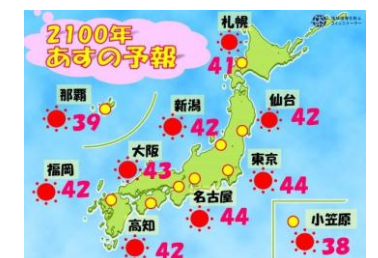 2100年
あすの予報
札幌
41
那覇
39
新潟
42
仙台
42
福岡
42
大阪
43
東京
44
名古屋
44
高知
42
小笠原
38